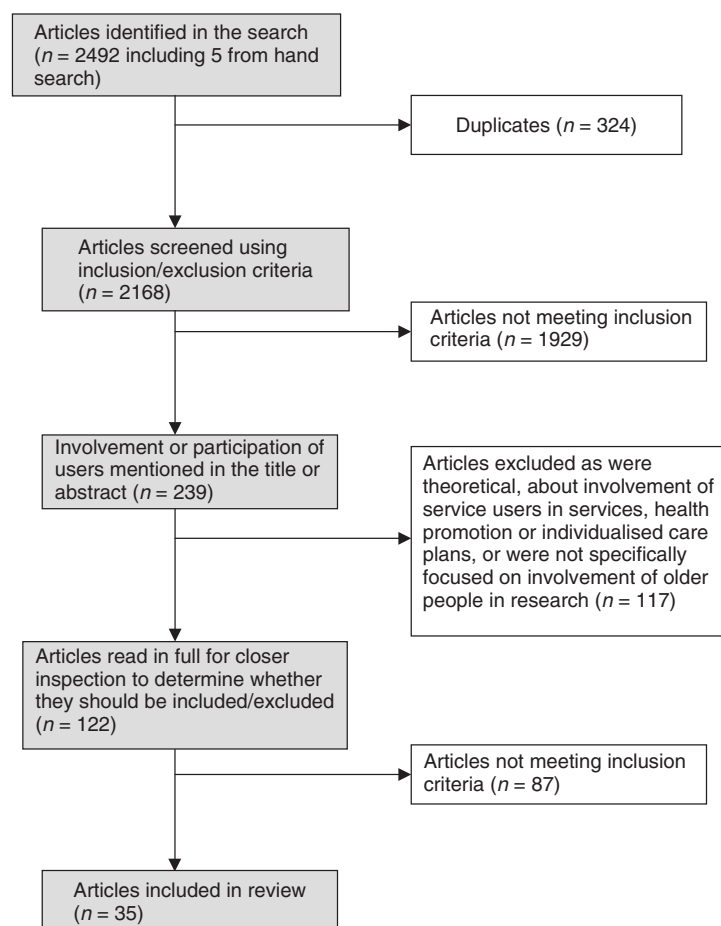 Articles identified in the search
(n = 2492 including 5 from hand
search)
Duplicates (n = 324)
Articles screened using
inclusion/exclusion criteria
(n = 2168)
Articles not meeting inclusion
criteria (n = 1929)
Involvement or participation of
users mentioned in the title or
abstract (n = 239)
Articles excluded as were
theoretical, about involvement of
service users in services, health
promotion or individualised care
plans, or were not specifically
focused on involvement of older
people in research (n = 117)
Articles read in full for closer
inspection to determine whether
they should be included/excluded
(n = 122)
Articles not meeting inclusion
criteria (n = 87)
Articles included in review
(n = 35)